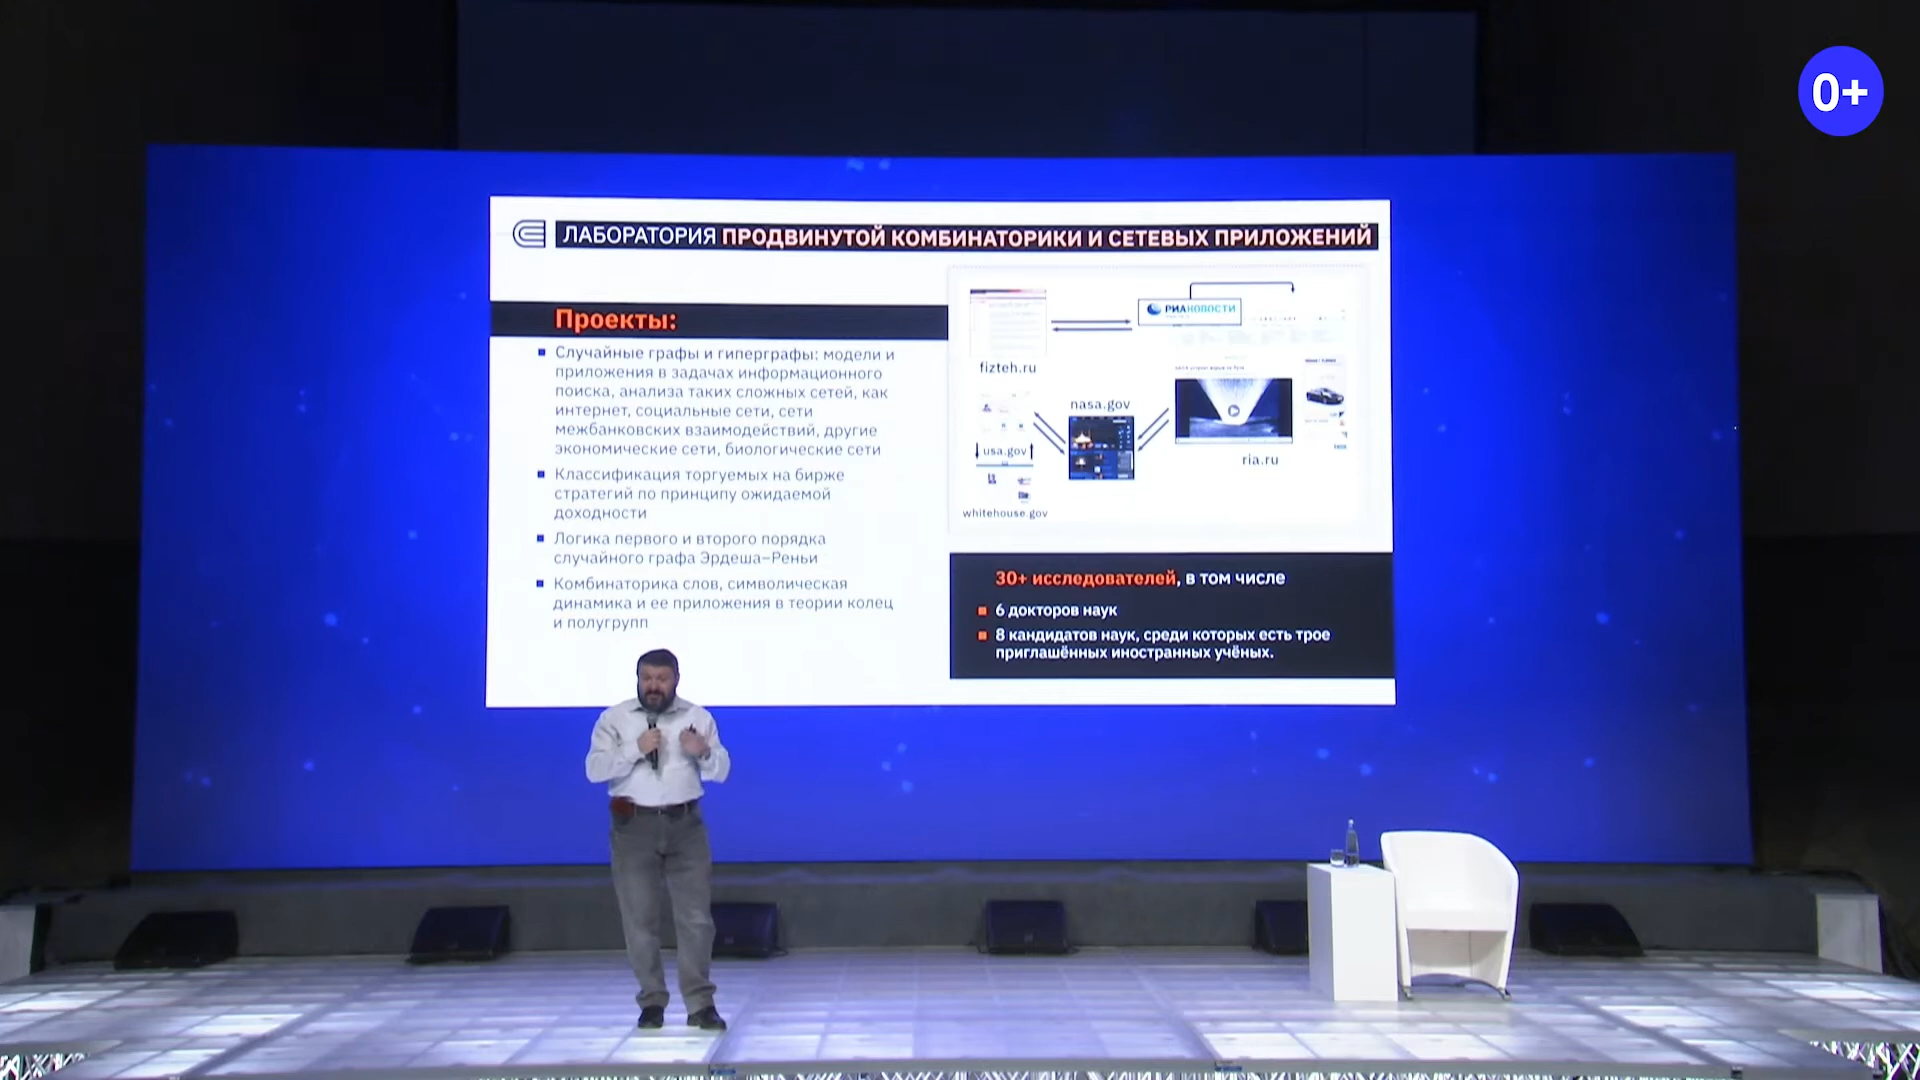 0+
ЛАБОРАТОРИЯ ПРОДВИНУТОЙ КОМБИНАТОРИКИ И СЕТЕВЫХ ПРИЛОЖЕНИЙ
Проекты:
Случайные графы и гиперграфы: модели и
приложения в задачах информационного
поиска, анализа таких сложных сетей, как
интернет, социальные сети, сети
межбанковских взаимодействий, другие
экономические сети, биологические сети
Классификация торгуемых на бирже
стратегий по принципу ожидаемой
доходности
Логика первого и второго порядка
случайного графа Эрдеша–Реньи
Комбинаторика слов, символическая
динамика и ее приложения в теории колец
и полугрупп
РИАНОВОСТИ
fizteh.ru
nasa.gov
usa.gov
ria.ru
whitehouse.gov
30+ исследователей, в том числе
6 докторов наук
8 кандидатов наук, среди которых есть трое
приглашённых иностранных учёных.